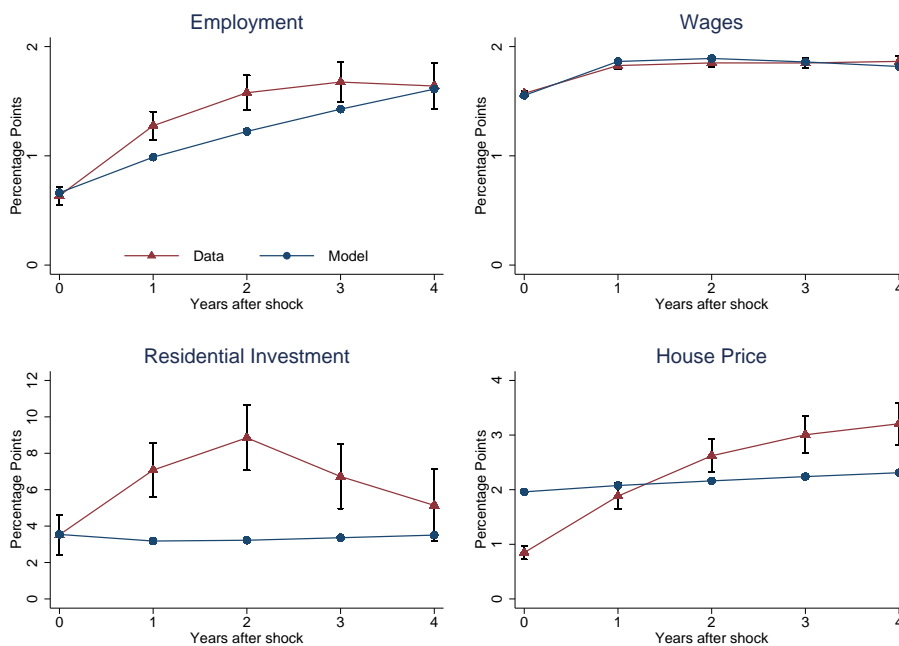 Employment
Percentage Points
0 1 2
Data Model
0 1 2 3 4
Years after shock
Wages
Percentage Points
0 1 2
0 1 2 3 4
Years after shock
Residential Investment
Percentage Points
0 2 4 6 8 10 12
0 1 2 3 4
Years after shock
House Price
Percentage Points
0 1 2 3 4
0 1 2 3 4
Years after shock